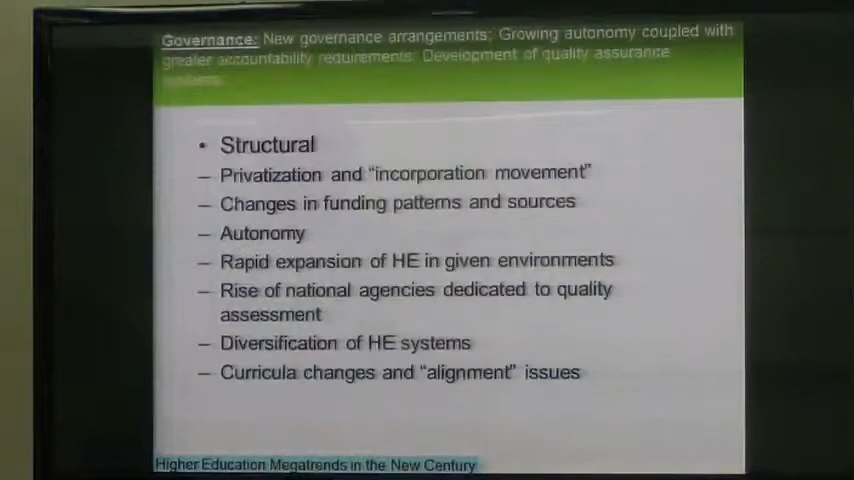 Governance: New governance arrangements; Growing autonomy coupled with
greater accountability requirements; Development of quality assurance
systems
• Structural
– Privatization and “incorporation movement”
– Changes in funding patterns and sources
– Autonomy
– Rapid expansion of HE in given environments
– Rise of national agencies dedicated to quality
assessment
– Diversification of HE systems
– Curricula changes and “alignment” issues
Higher Education Megatrends in the New Century